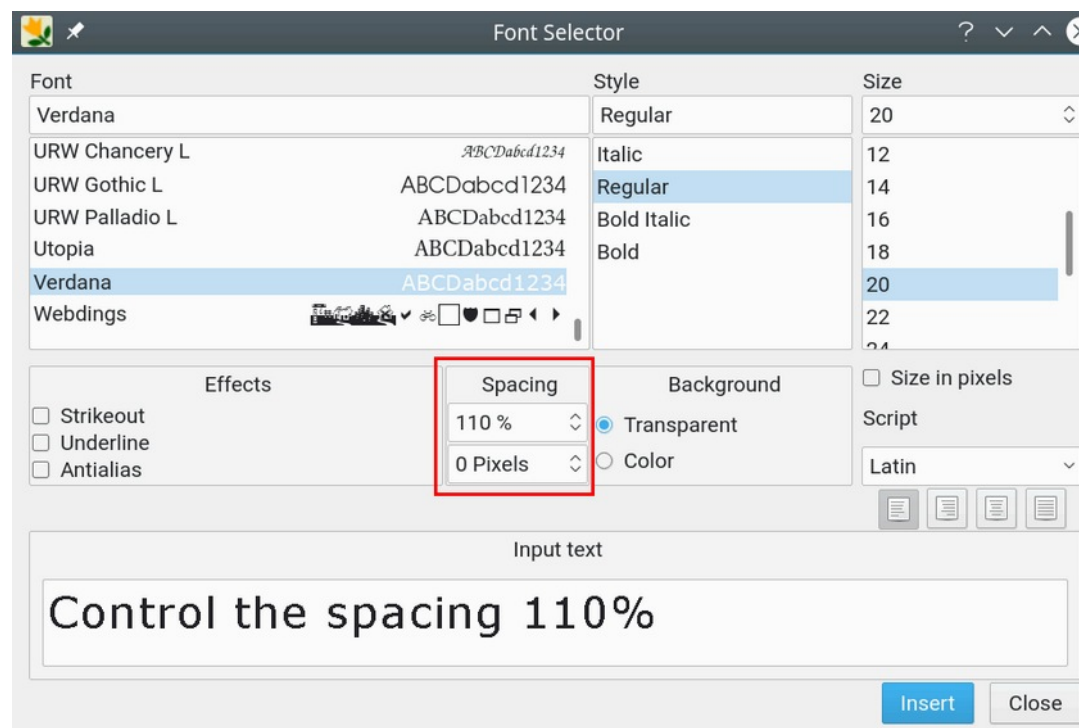 Font Selector
Font Style Size
Verdana Regular 20
URW Chancery L ABCDabcd1234 Italic 12
URW Gothic L ABCDabcd1234 Regular 14
URW Palladio L ABCDabcd1234 Bold Italic 16
Utopia ABCDabcd1234 Bold 18
Verdana ABCDabcd1234 20
Webdings 22
24
Effects Spacing Background Size in pixels
Strikeout 110 % Transparent Script
Underline
Antialias 0 Pixels Color Latin
Input text
Control the spacing 110%
Insert Close